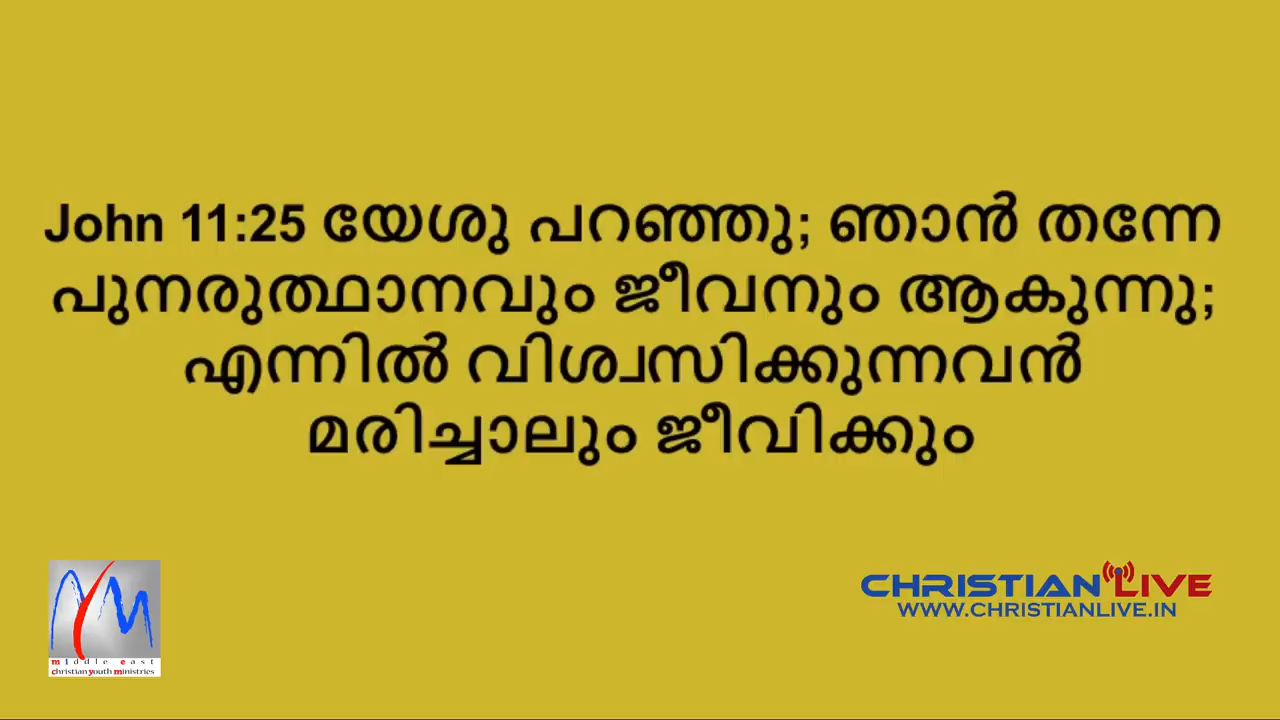 John 11:25 യേശു പറഞ്ഞു; ഞാൻ തന്നേ
പുനരുത്ഥാനവും ജീവനും ആകുന്നു;
എന്നിൽ വിശ്വസിക്കുന്നവൻ
മരിച്ചാലും ജീവിക്കും
CHRISTIAN LIVE
WWW.CHRISTIANLIVE.IN
middle east
christian youth ministries